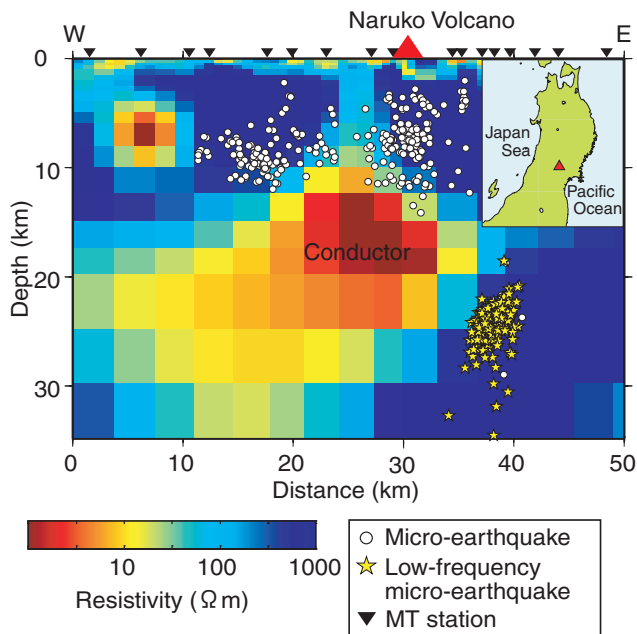 Naruko Volcano
W
E
0
10
20
30
Depth (km)
Conductor
Japan
Sea
Pacific
Ocean
0
10
20
30
40
50
Distance (km)
10
100
1000
Resistivity (Ωm)
Micro-earthquake
Low-frequency
micro-earthquake
MT station